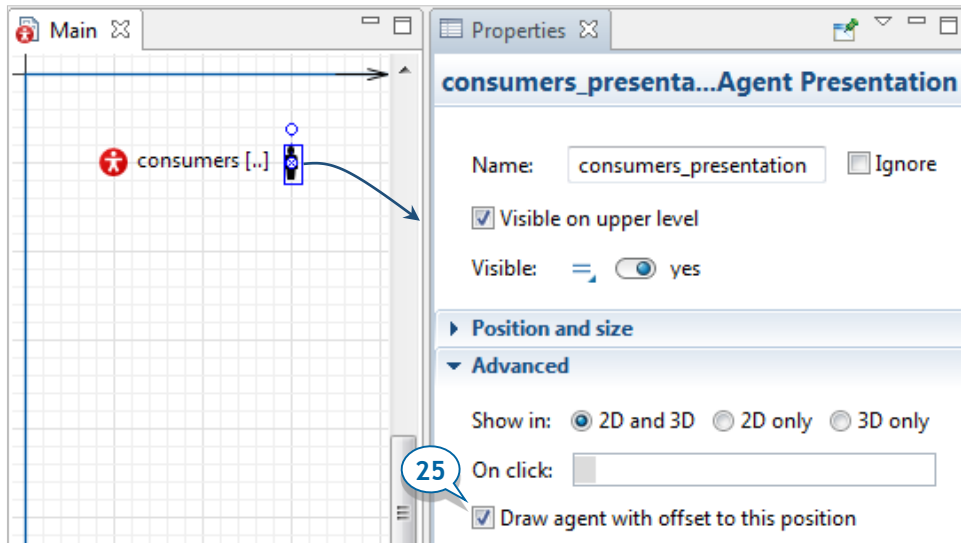 Main
consumers [..]
Properties
consumers_presenta...Agent Presentation
Name: consumers_presentation Ignore
Visible on upper level
Visible: = yes
Position and size
Advanced
Show in: 2D and 3D 2D only 3D only
On click:
25
Draw agent with offset to this position